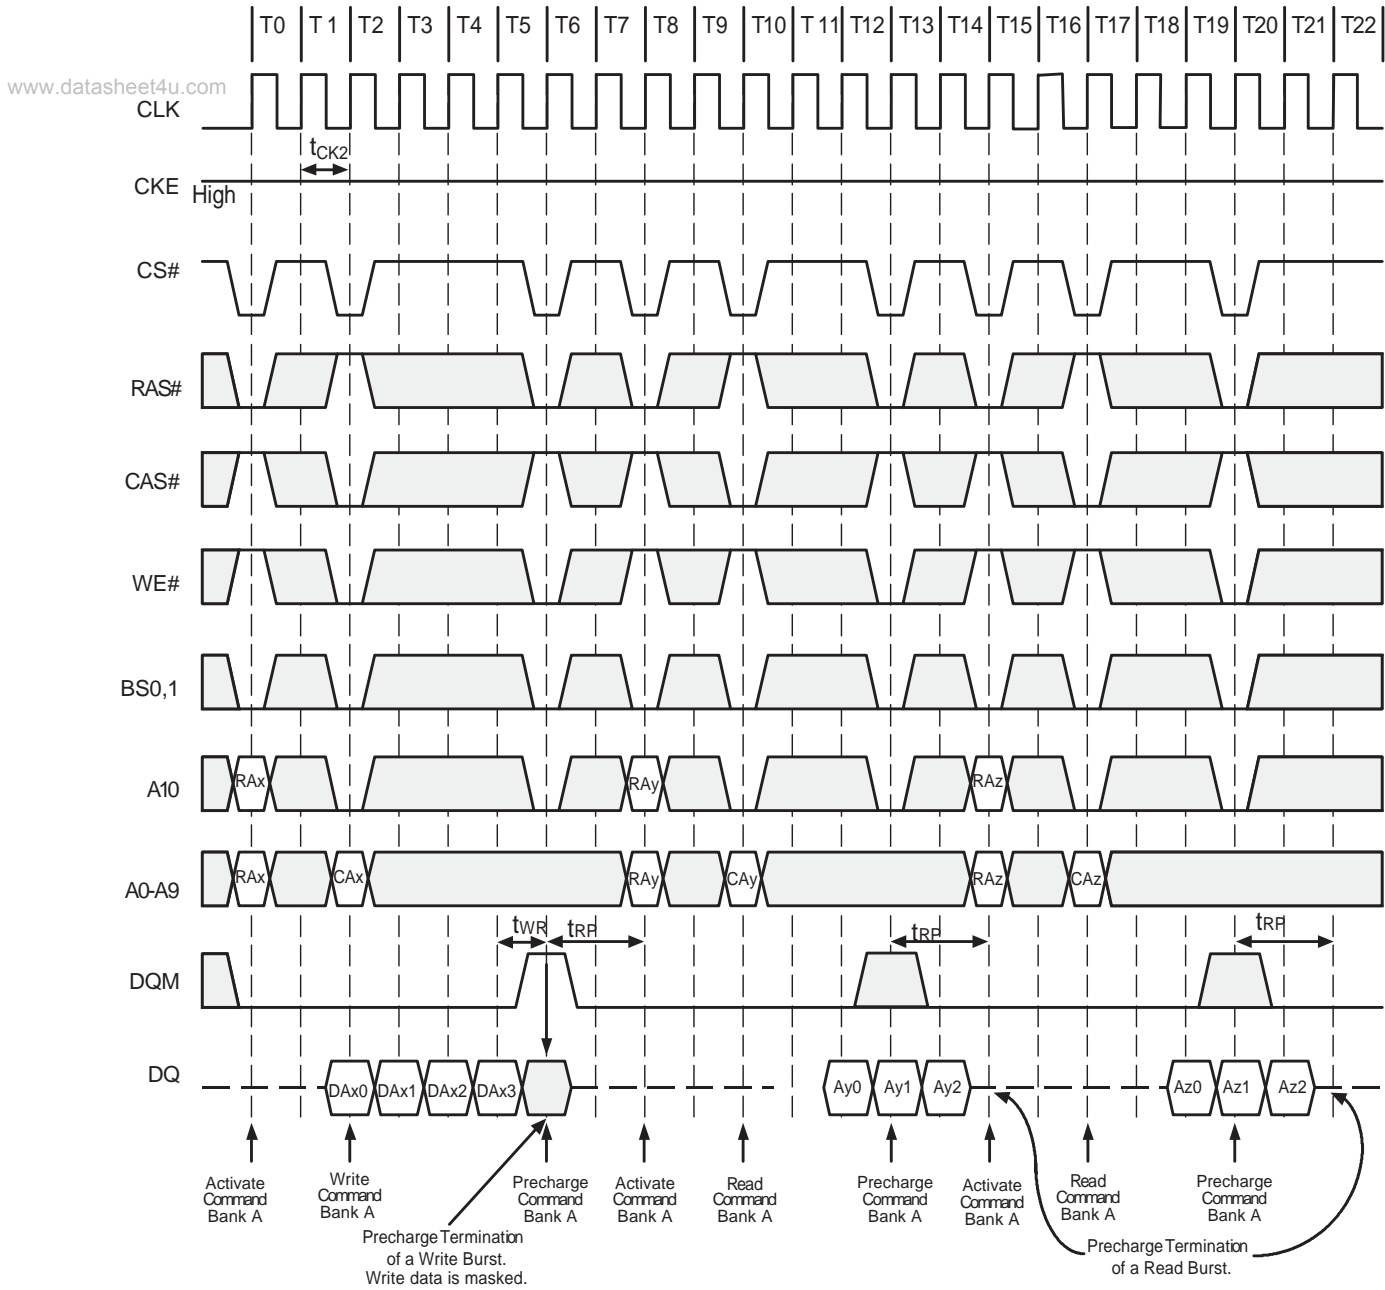 T0 T 1 T2 T3 T4 T5 T6 T7 T8 T9 T10 T 11 T12 T13 T14 T15 T16 T17 T18 T19 T20 T21 T22
www.datasheet4u.com
CLK
tCK2
CKE High
CS#
RAS#
CAS#
WE#
BS0,1
A10 RAx RAy RAz
A0-A9 RAx CAx RAy CAy RAz CAz
tWR tRP tRP tRP
DQM
DQ DAx0 DAx1 DAx2 DAx3 Ay0 Ay1 Ay2 Az0 Az1 Az2
Activate Command Bank A
Write Command Bank A
Precharge Command Bank A
Activate Command Bank A
Read Command Bank A
Precharge Command Bank A
Activate Command Bank A
Read Command Bank A
Precharge Command Bank A
Precharge Termination
of a Write Burst.
Write data is masked.
Precharge Termination
of a Read Burst.